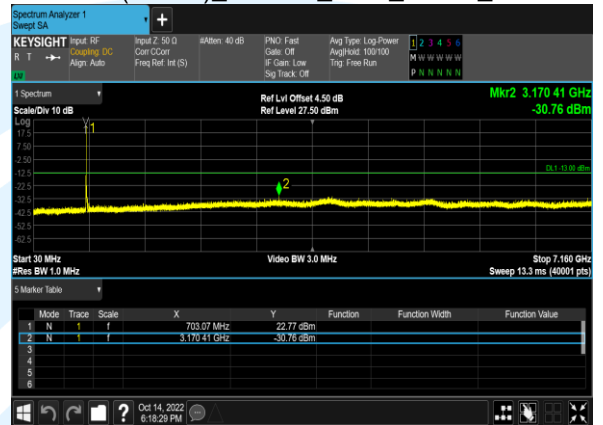 Spectrum Analyzer 1
Swept SA
+
KEYSIGHT Input: RF Input Z: 50 Ω #Atten: 40 dB PNO: Fast Avg Type: Log-Power 1 2 3 4 5 6
R T Coupling: DC Corr CCorr Gate: Off Avg|Hold: 100/100 M W W W W W
Align: Auto Freq Ref: Int (S) IF Gain: Low Trig: Free Run P N N N N N
LU Sig Track: Off
1 Spectrum Ref Lvl Offset 4.50 dB Mkr2 3.170 41 GHz
Scale/Div 10 dB Ref Level 27.50 dBm -30.76 dBm
Log
17.5 1
7.50
-2.50
-12.5 DL1 -13.00 dBm
-22.5 2
-32.5
-42.5
-52.5
-62.5
Start 30 MHz Video BW 3.0 MHz Stop 7.160 GHz
#Res BW 1.0 MHz Sweep 13.3 ms (40001 pts)
5 Marker Table
Mode Trace Scale X Y Function Function Width Function Value
1 N 1 f 703.07 MHz 22.77 dBm
2 N 1 f 3.170 41 GHz -30.76 dBm
3
4
5
6
? Oct 14, 2022
6:18:29 PM